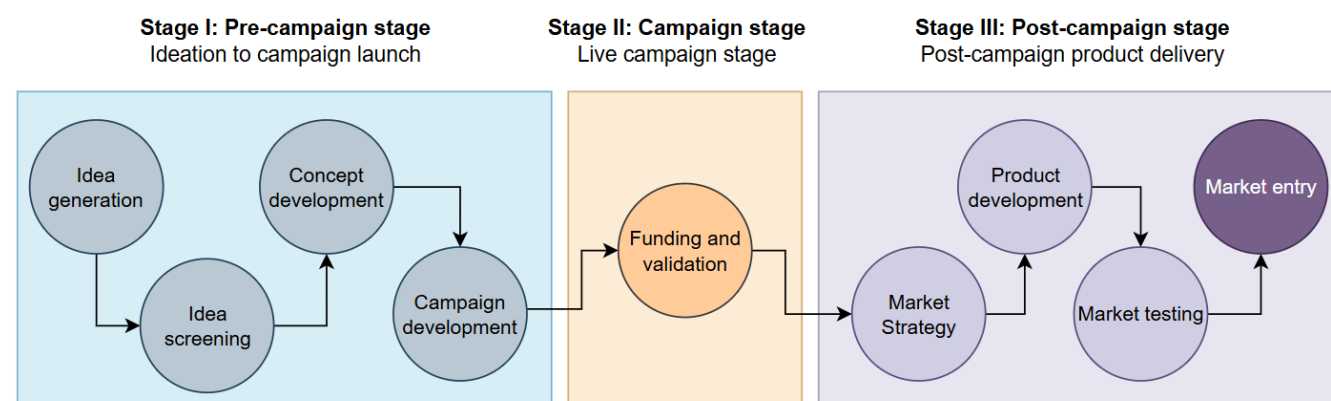 Stage I: Pre-campaign stage
Ideation to campaign launch
Stage II: Campaign stage
Live campaign stage
Stage III: Post-campaign stage
Post-campaign product delivery
Idea
generation
Idea
screening
Concept
development
Campaign
development
Funding and
validation
Market
Strategy
Product
development
Market testing
Market entry